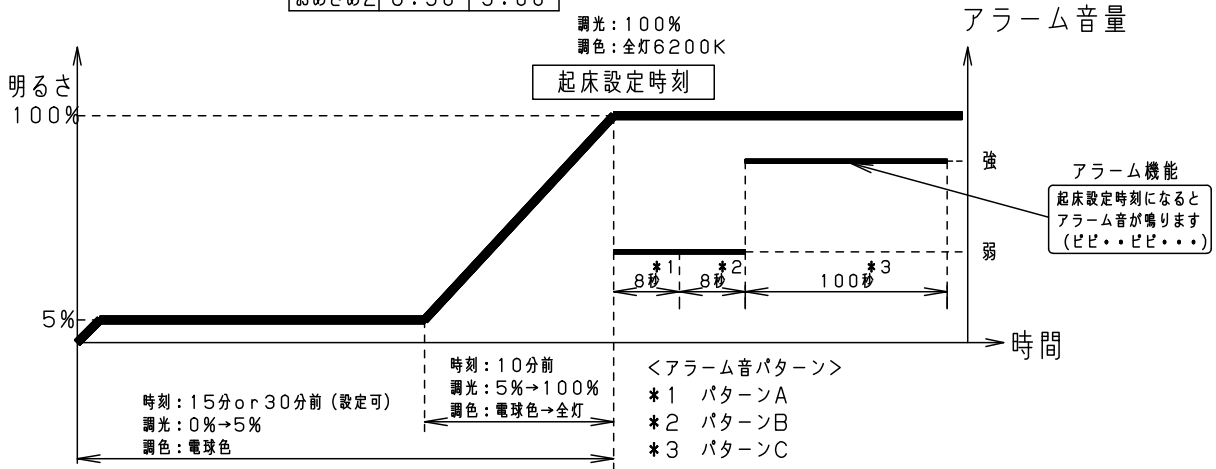 調光：100％
調色：全灯6200K
アラーム音量
起床設定時刻
明るさ
100%
強
アラーム機能
起床設定時刻になると
アラーム音が鳴ります
（ピピ・・ピピ・・・）
弱
＊1
＊2
＊3
8秒
8秒
100秒
5%
時間
時刻：15分or30分前（設定可）
調光：0％→5％
調色：電球色
時刻：10分前
調光：5％→100％
調色：電球色→全灯
＜アラーム音パターン＞
＊1 パターンA
＊2 パターンB
＊3 パターンC